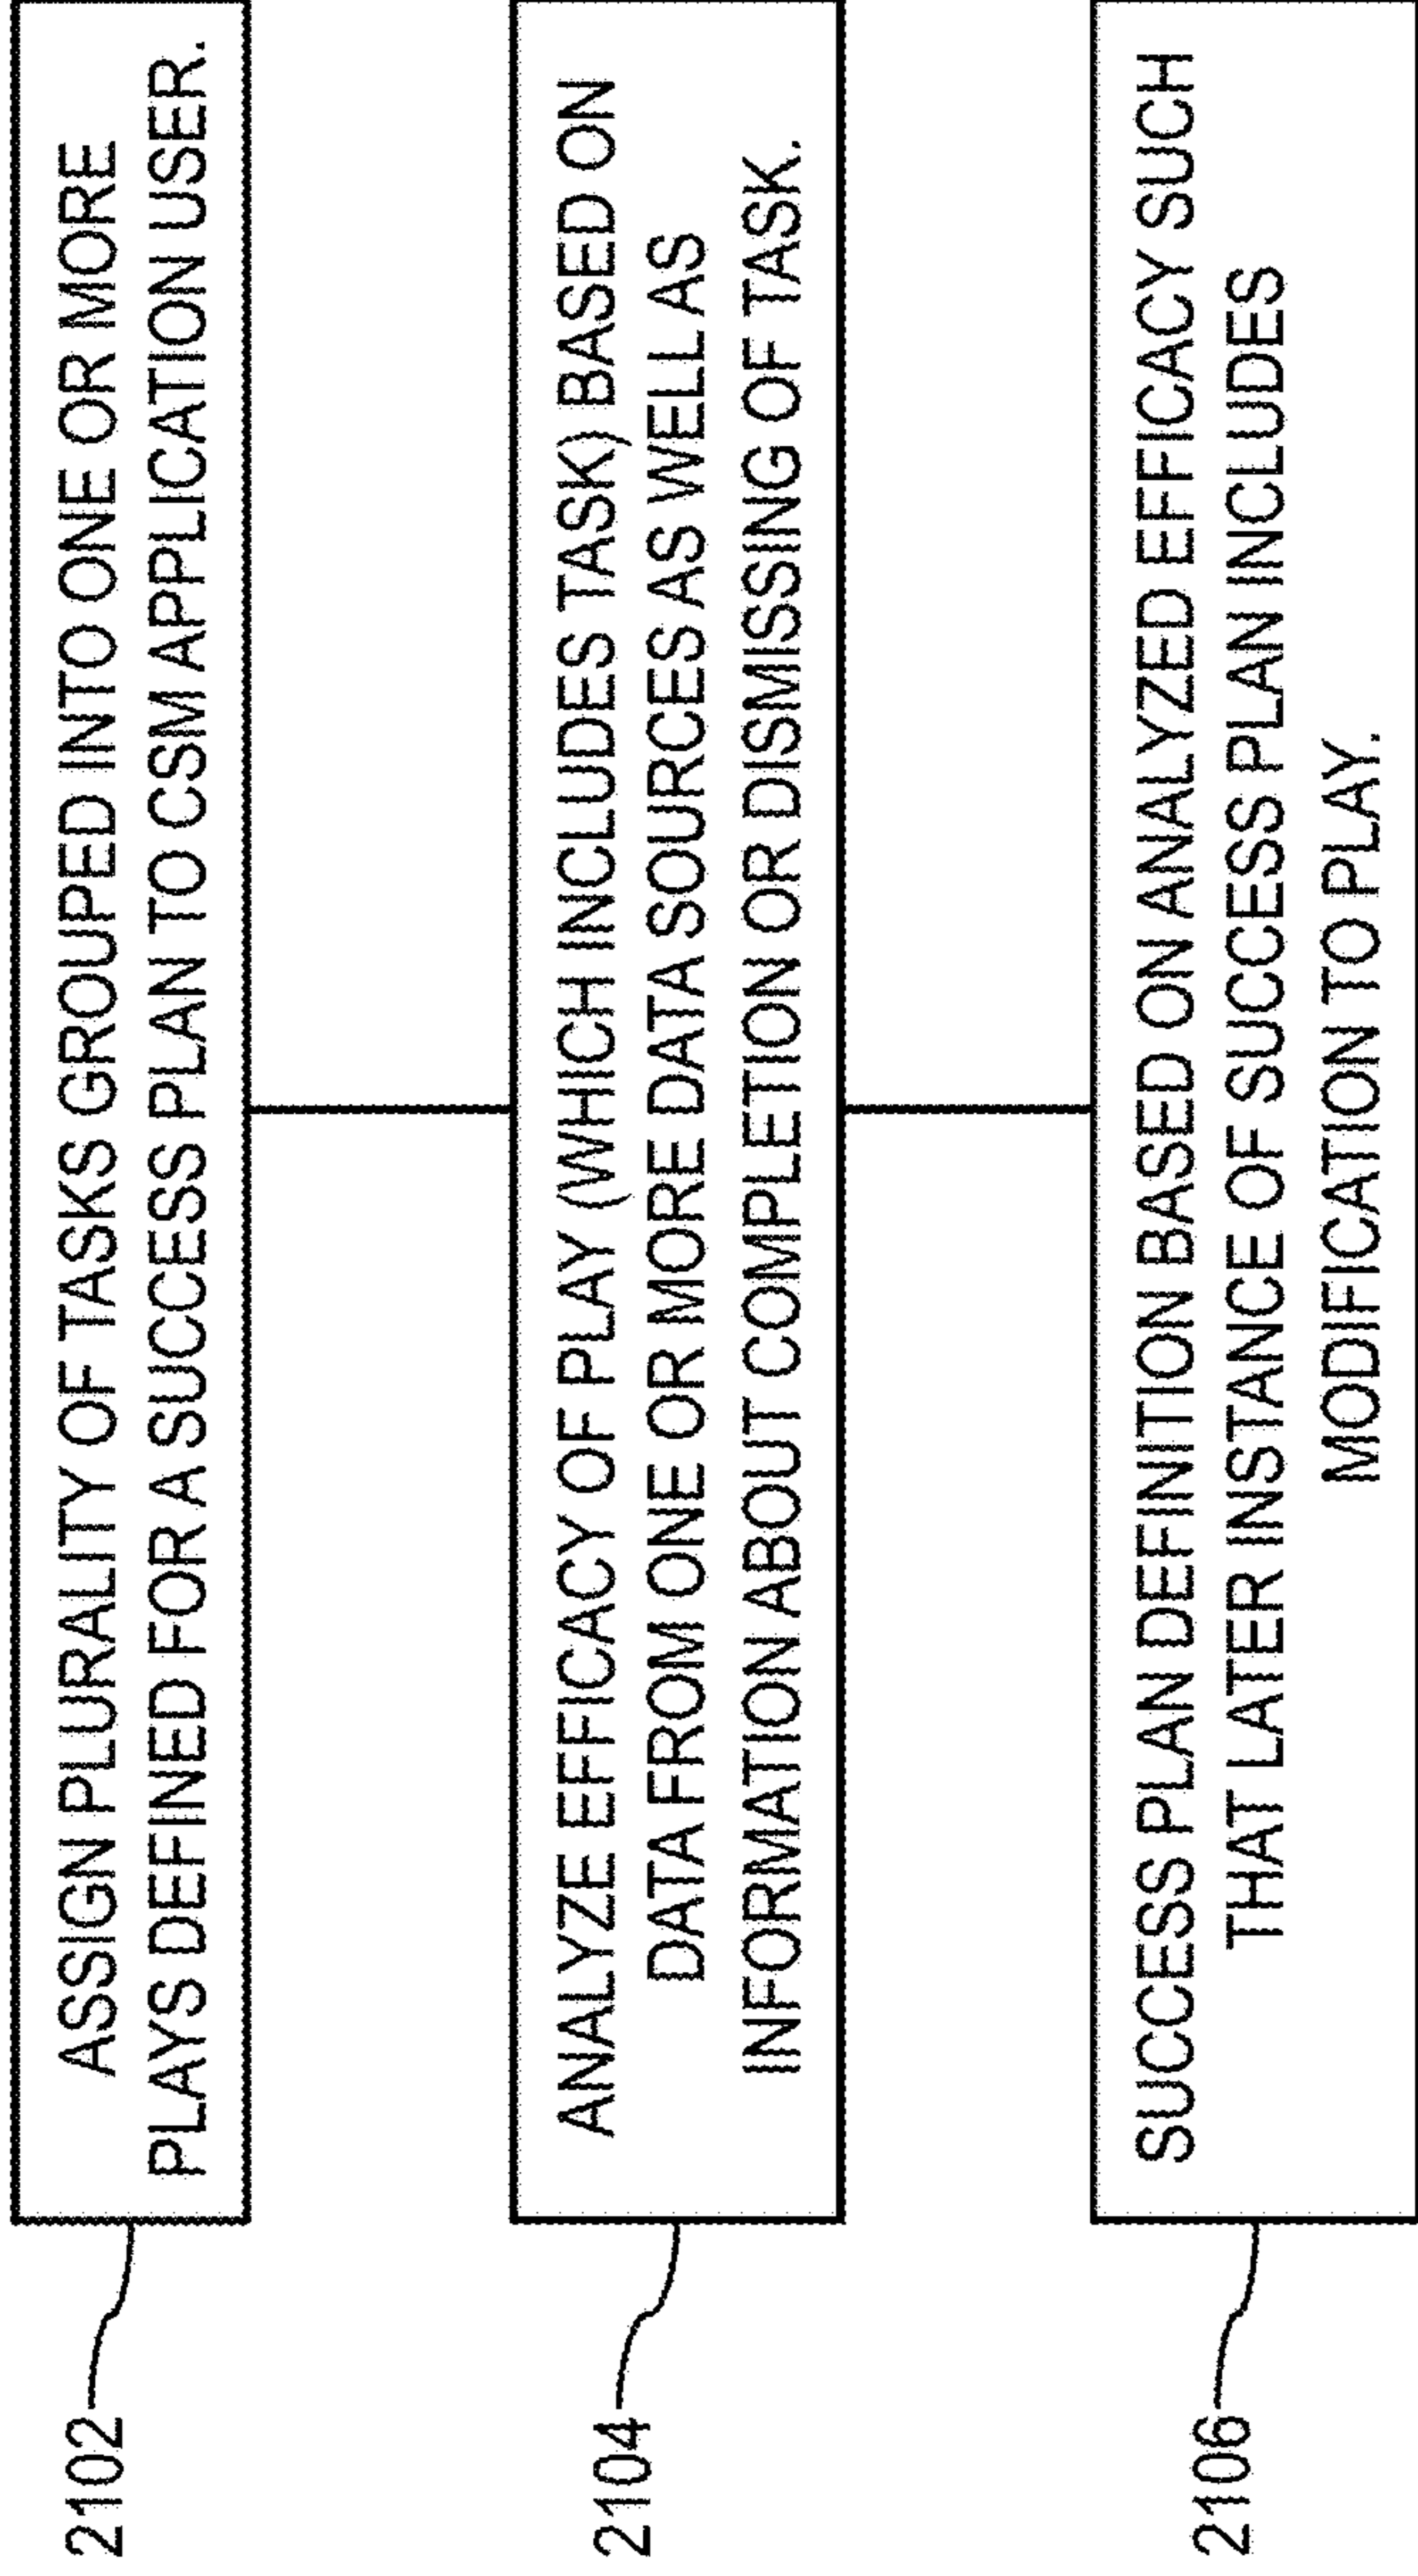 2102
ASSIGN PLURALITY OF TASKS GROUPED INTO ONE OR MORE
PLAYS DEFINED FOR A SUCCESS PLAN TO CSM APPLICATION USER.
2104
ANALYZE EFFICACY OF PLAY (WHICH INCLUDES TASK) BASED ON
DATA FROM ONE OR MORE DATA SOURCES AS WELL AS
INFORMATION ABOUT COMPLETION OR DISMISSING OF TASK.
2106
SUCCESS PLAN DEFINITION BASED ON ANALYZED EFFICACY SUCH
THAT LATER INSTANCE OF SUCCESS PLAN INCLUDES
MODIFICATION TO PLAY.